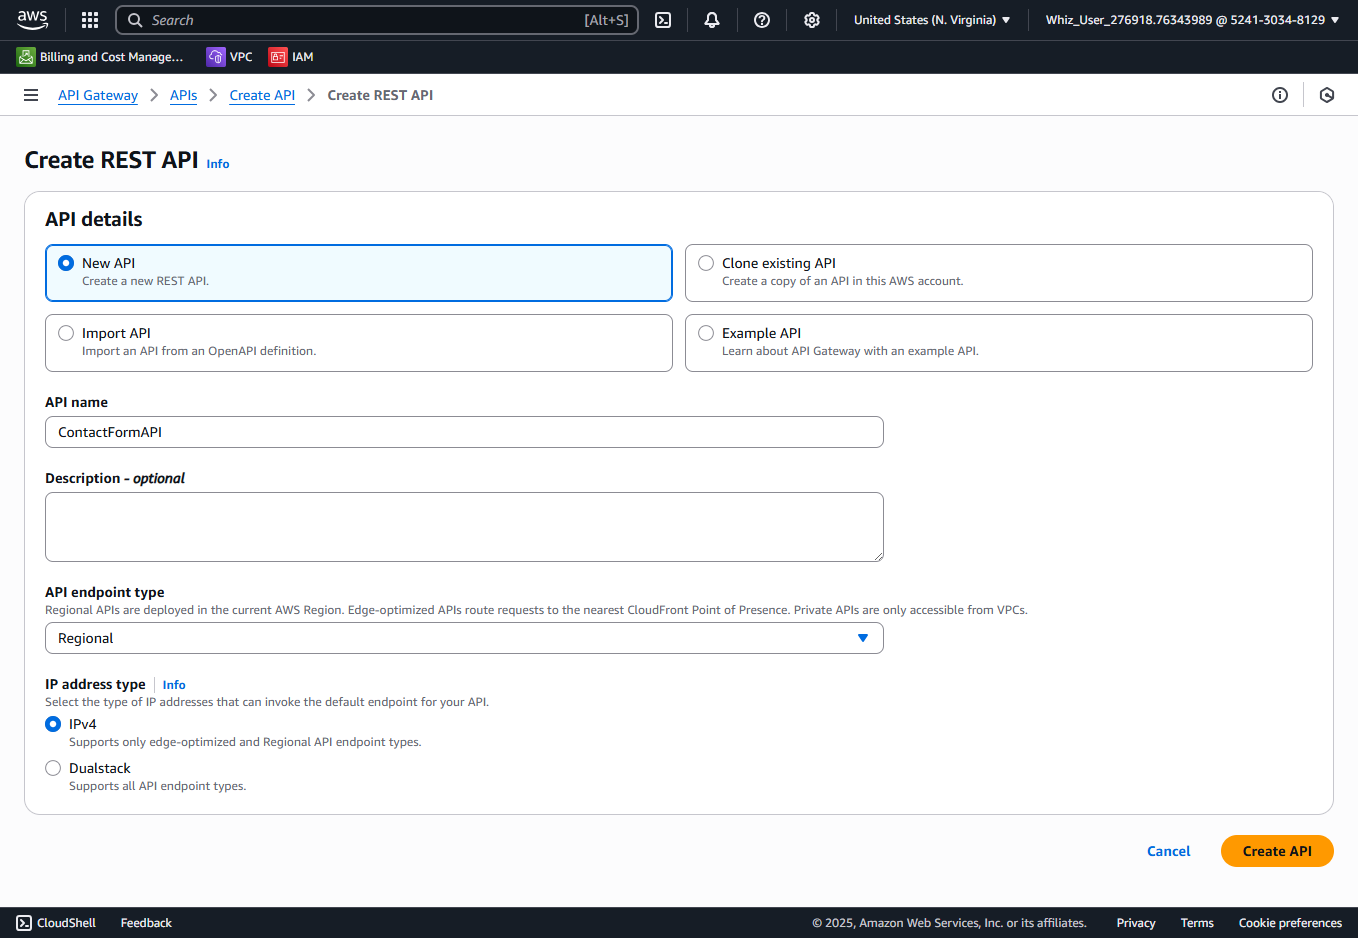 aws
Search [Alt+S] United States (N. Virginia) Whiz_User_276918.76343989 @ 5241-3034-8129
Billing and Cost Manage... VPC IAM
API Gateway APIs Create API Create REST API
Create REST API Info
API details
New API
Create a new REST API.
Clone existing API
Create a copy of an API in this AWS account.
Import API
Import an API from an OpenAPI definition.
Example API
Learn about API Gateway with an example API.
API name
ContactFormAPI
Description - optional
API endpoint type
Regional APIs are deployed in the current AWS Region. Edge-optimized APIs route requests to the nearest CloudFront Point of Presence. Private APIs are only accessible from VPCs.
Regional
IP address type Info
Select the type of IP addresses that can invoke the default endpoint for your API.
IPv4
Supports only edge-optimized and Regional API endpoint types.
Dualstack
Supports all API endpoint types.
Cancel Create API
CloudShell Feedback © 2025, Amazon Web Services, Inc. or its affiliates. Privacy Terms Cookie preferences